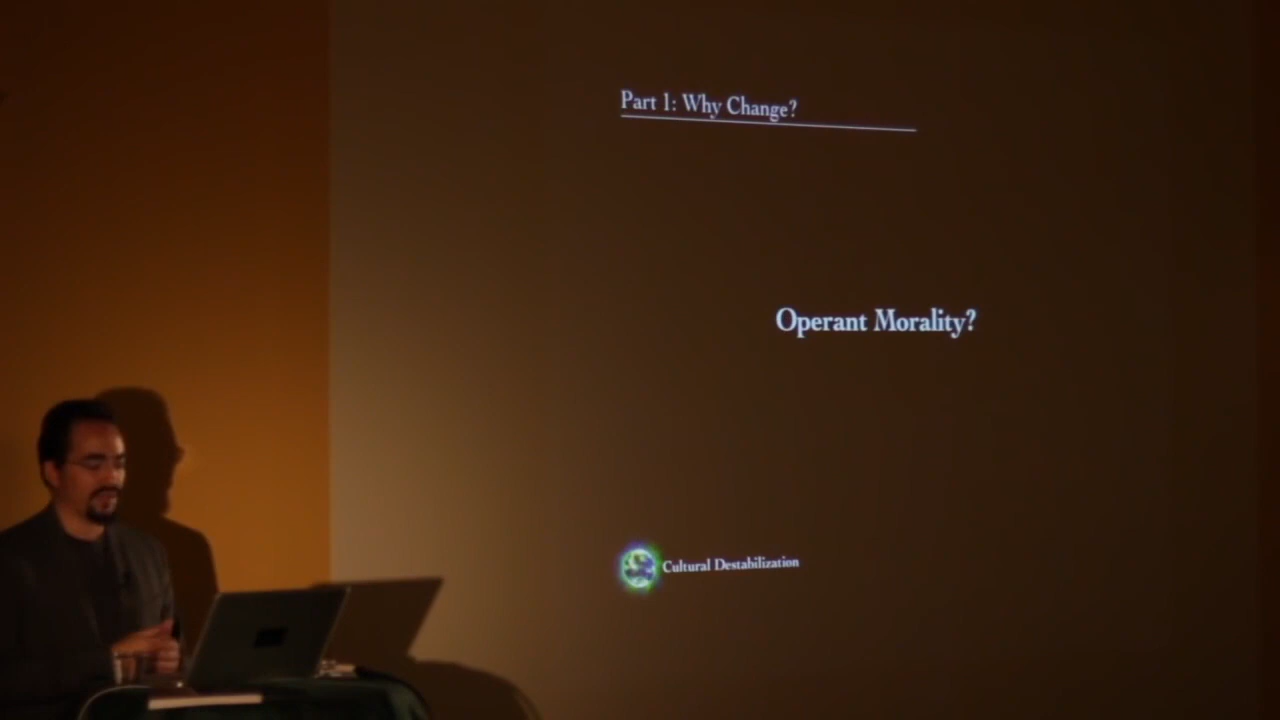 Part 1: Why Change?
Operant Morality?
Cultural Destabilization